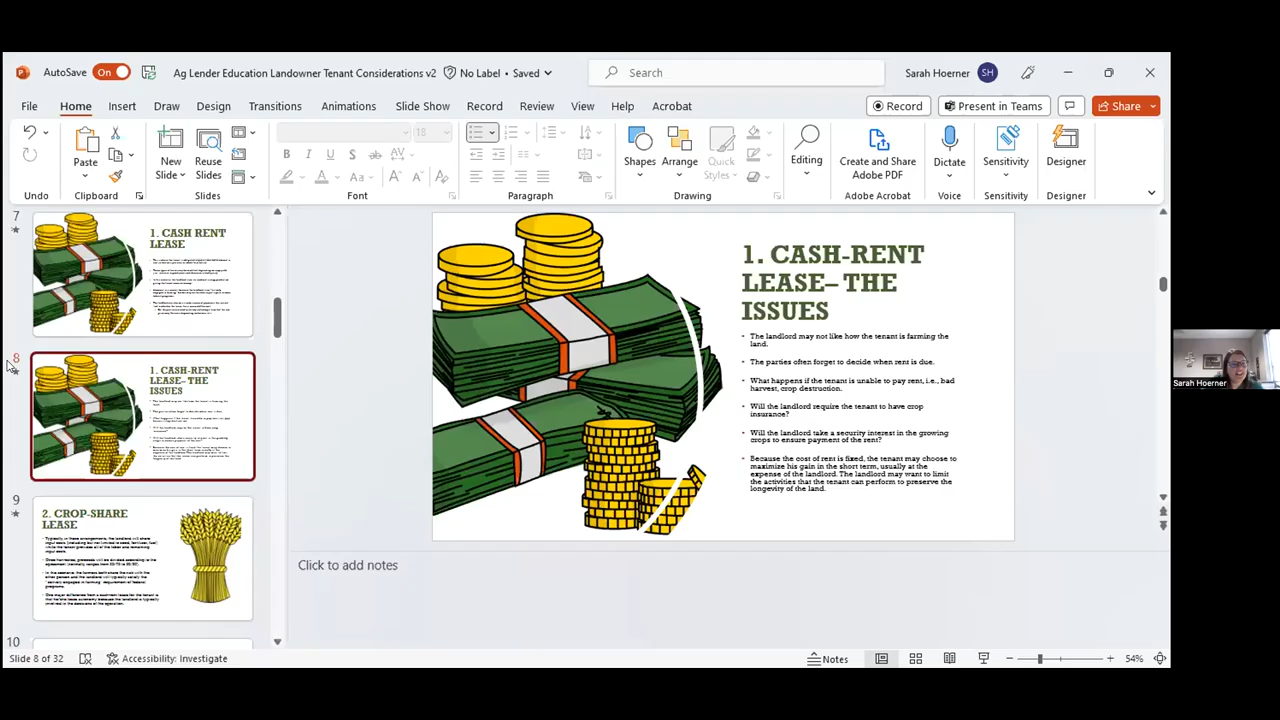 AutoSave On Ag Lender Education Landowner Tenant Considerations v2 No Label • Saved Search Sarah Hoerner SH
File Home Insert Draw Design Transitions Animations Slide Show Record Review View Help Acrobat Record Present in Teams Share
18
Paste New Slide Reuse Slides Shapes Arrange Quick Styles Editing Create and Share Adobe PDF Dictate Sensitivity Designer
Undo Clipboard Slides Font Paragraph Drawing Adobe Acrobat Voice Sensitivity Designer
7
1. CASH RENT
LEASE
8
1. CASH-RENT
LEASE– THE
ISSUES
9
2. CROP-SHARE
LEASE
10
1. CASH-RENT
LEASE– THE
ISSUES
• The landlord may not like how the tenant is farming the
land.
• The parties often forget to decide when rent is due.
• What happens if the tenant is unable to pay rent, i.e., bad
harvest, crop destruction.
• Will the landlord require the tenant to have crop
insurance?
• Will the landlord take a security interest in the growing
crops to ensure payment of the rent?
• Because the cost of rent is fixed, the tenant may choose to
maximize his gain in the short term, usually at the
expense of the landlord. The landlord may want to limit
the activities that the tenant can perform to preserve the
longevity of the land.
Click to add notes
Sarah Hoerner
Slide 8 of 32 Accessibility: Investigate Notes 54%